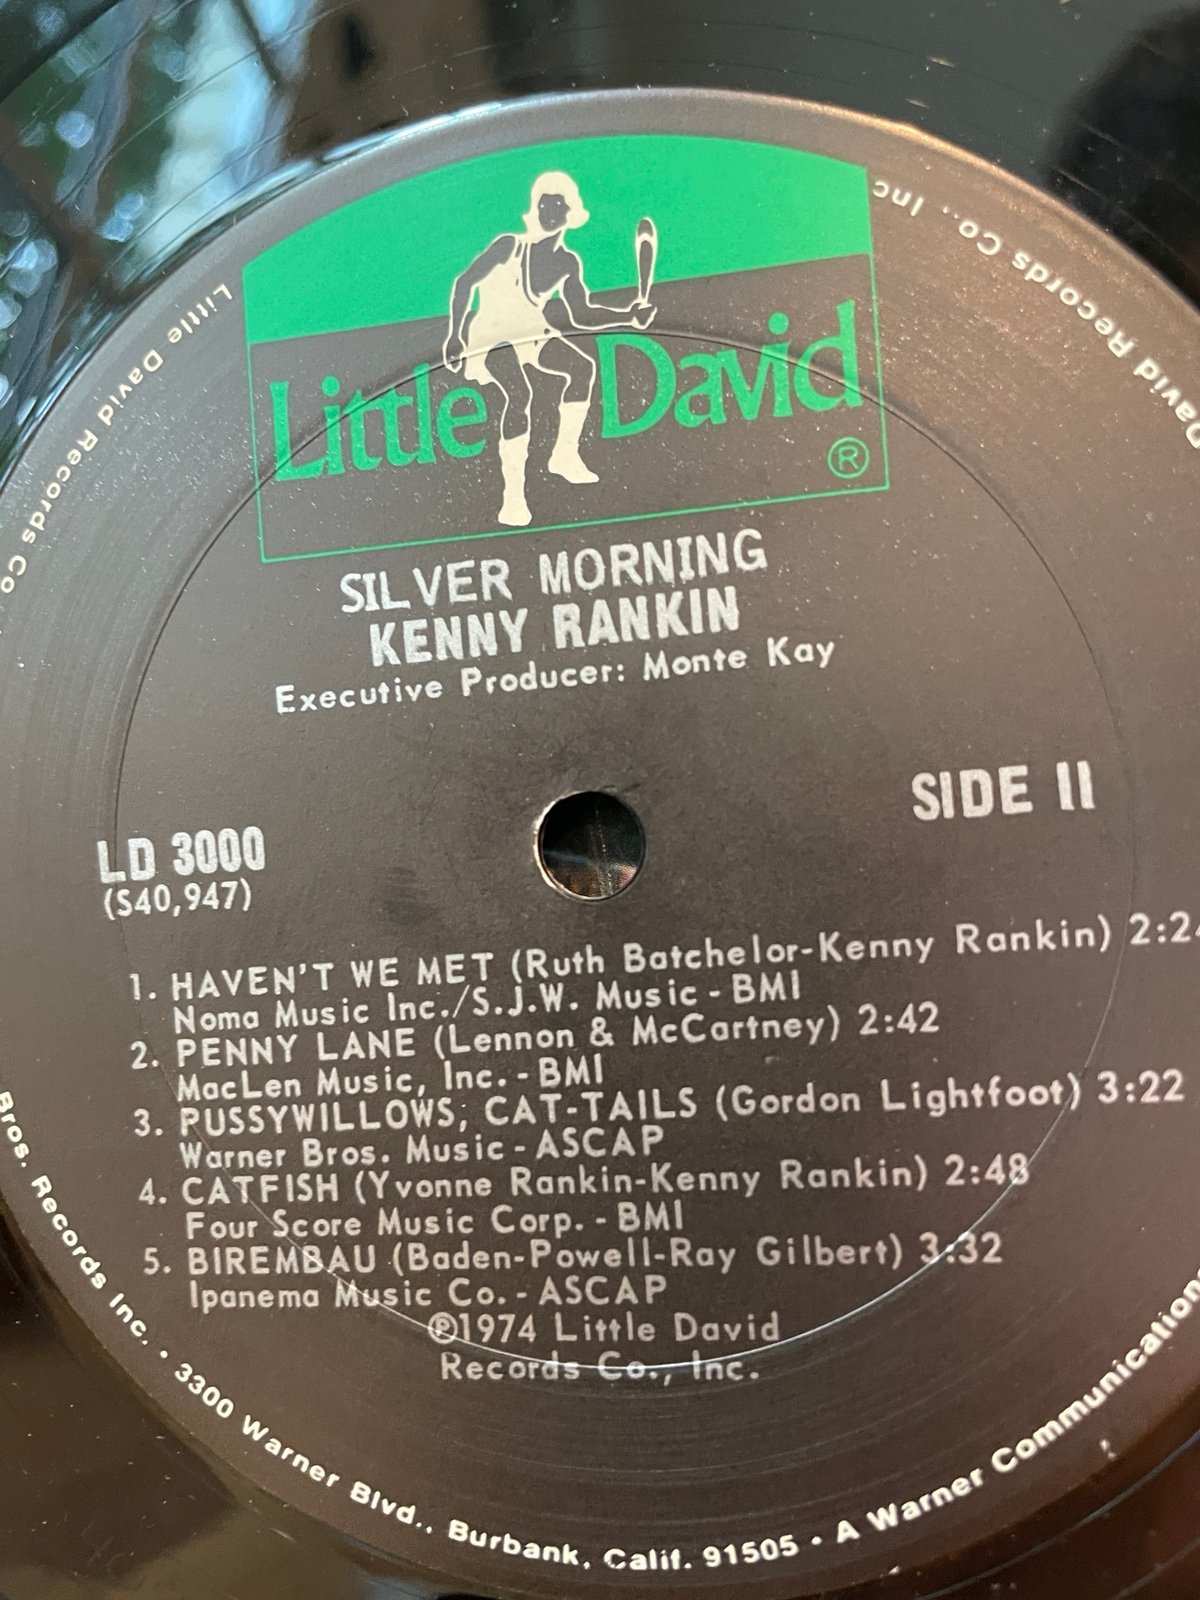 Little David Records Co
David Records Co., Inc
Little David
®
SILVER MORNING
KENNY RANKIN
Executive Producer: Monte Kay
SIDE II
LD 3000
(S40,947)
1. HAVEN'T WE MET (Ruth Batchelor-Kenny Rankin)
Noma Music Inc./S.J.W. Music - BMI
2. PENNY LANE (Lennon & McCartney) 2:42
MacLen Music, Inc. - BMI
3. PUSSYWILLOWS, CAT-TAILS (Gordon Lightfoot) 3:22
Warner Bros. Music - ASCAP
4. CATFISH (Yvonne Rankin-Kenny Rankin) 2:48
Four Score Music Corp. - BMI
5. BIREMBAU (Baden-Powell-Ray Gilbert) 3:32
Ipanema Music Co. - ASCAP
℗1974 Little David
Records Co., Inc.
Bros. Records Inc. • 3300 Warner Blvd., Burbank, Calif. 91505 • A Warner Communications